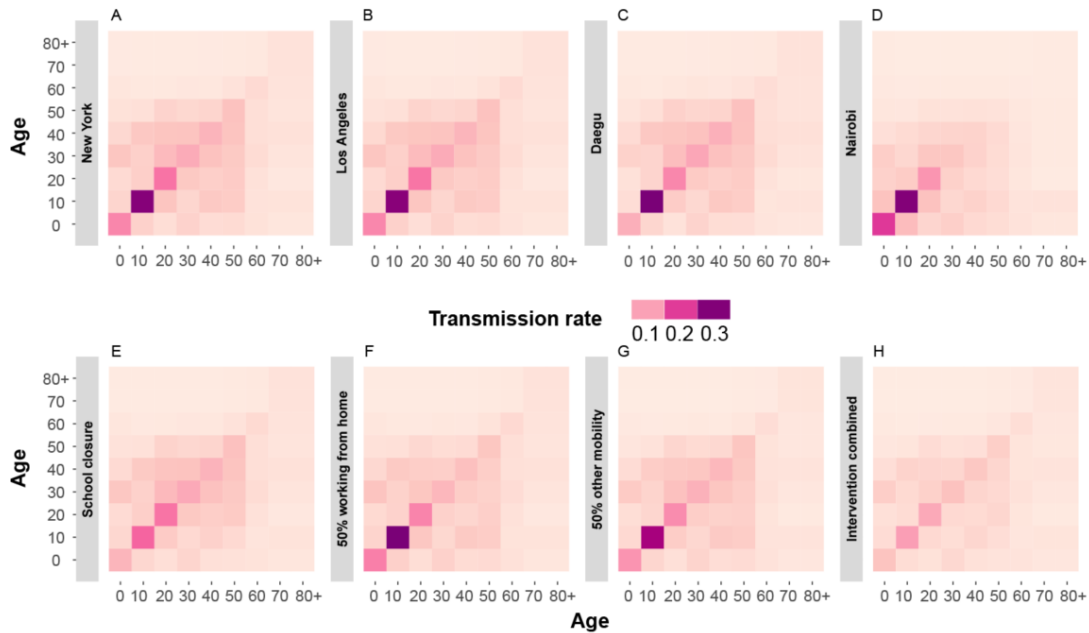 A B C D
Age
80+
70
60
50
40
30
20
10
0
New York
Los Angeles
Daegu
Nairobi
0 10 20 30 40 50 60 70 80+
0 10 20 30 40 50 60 70 80+
0 10 20 30 40 50 60 70 80+
0 10 20 30 40 50 60 70 80+
Transmission rate
0.1 0.2 0.3
E F G H
Age
80+
70
60
50
40
30
20
10
0
School closure
50% working from home
50% other mobility
Intervention combined
0 10 20 30 40 50 60 70 80+
0 10 20 30 40 50 60 70 80+
0 10 20 30 40 50 60 70 80+
0 10 20 30 40 50 60 70 80+
Age